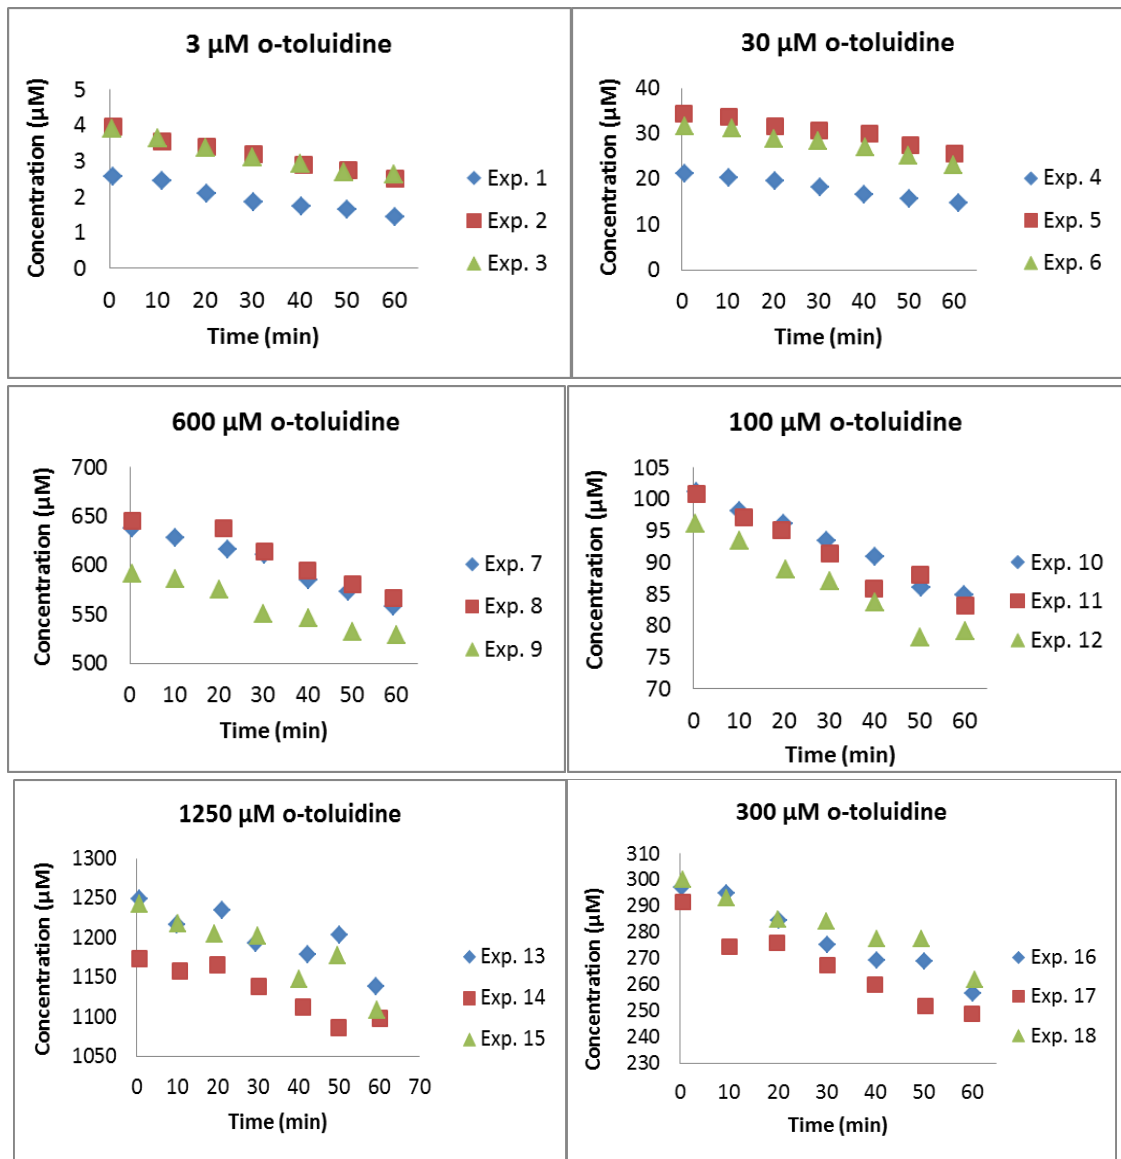 3 µM o-toluidine
Concentration (µM)
5
4
3
2
1
0
0 10 20 30 40 50 60
Time (min)
Exp. 1
Exp. 2
Exp. 3
30 µM o-toluidine
Concentration (µM)
40
30
20
10
0
0 10 20 30 40 50 60
Time (min)
Exp. 4
Exp. 5
Exp. 6
600 µM o-toluidine
Concentration (µM)
700
650
600
550
500
0 10 20 30 40 50 60
Time (min)
Exp. 7
Exp. 8
Exp. 9
100 µM o-toluidine
Concentration (µM)
105
100
95
90
85
80
75
70
0 10 20 30 40 50 60
Time (min)
Exp. 10
Exp. 11
Exp. 12
1250 µM o-toluidine
Concentration (µM)
1300
1250
1200
1150
1100
1050
0 10 20 30 40 50 60 70
Time (min)
Exp. 13
Exp. 14
Exp. 15
300 µM o-toluidine
Concentration (µM)
310
300
290
280
270
260
250
240
230
0 10 20 30 40 50 60
Time (min)
Exp. 16
Exp. 17
Exp. 18